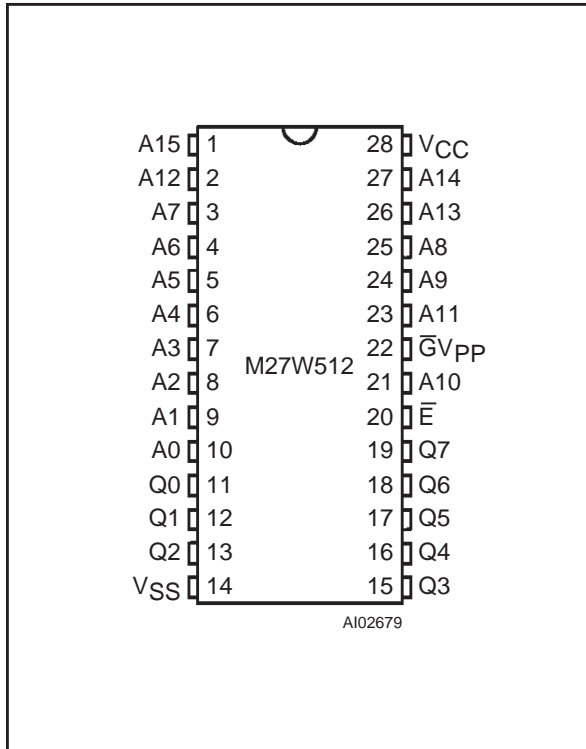 A15 1 28 VCC
A12 2 27 A14
A7 3 26 A13
A6 4 25 A8
A5 5 24 A9
A4 6 23 A11
A3 7 22 G̅VPP
M27W512
A2 8 21 A10
A1 9 20 E̅
A0 10 19 Q7
Q0 11 18 Q6
Q1 12 17 Q5
Q2 13 16 Q4
VSS 14 15 Q3
AI02679